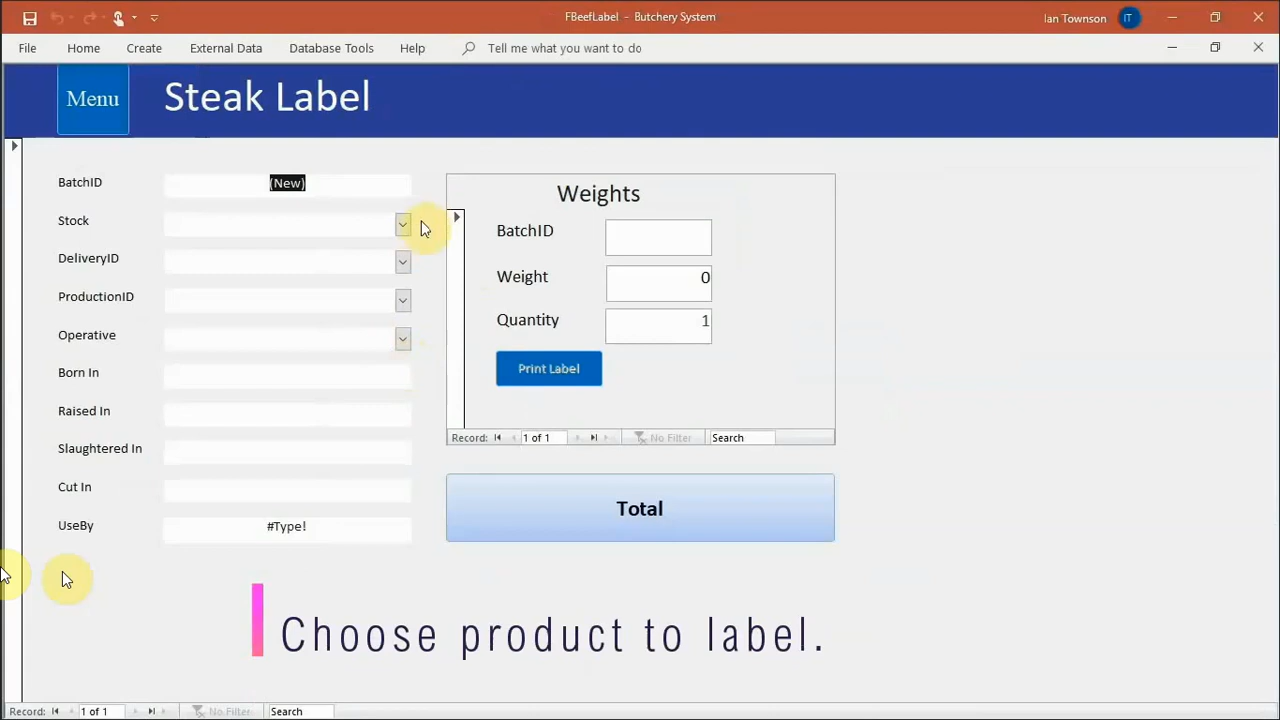 FBeefLabel - Butchery System
Ian Townson IT
File Home Create External Data Database Tools Help Tell me what you want to do
Menu Steak Label
BatchID (New)
Stock
DeliveryID
ProductionID
Operative
Born In
Raised In
Slaughtered In
Cut In
UseBy #Type!
Weights
BatchID
Weight 0
Quantity 1
Print Label
Record: 1 of 1 No Filter Search
Total
Choose product to label.
Record: 1 of 1 No Filter Search